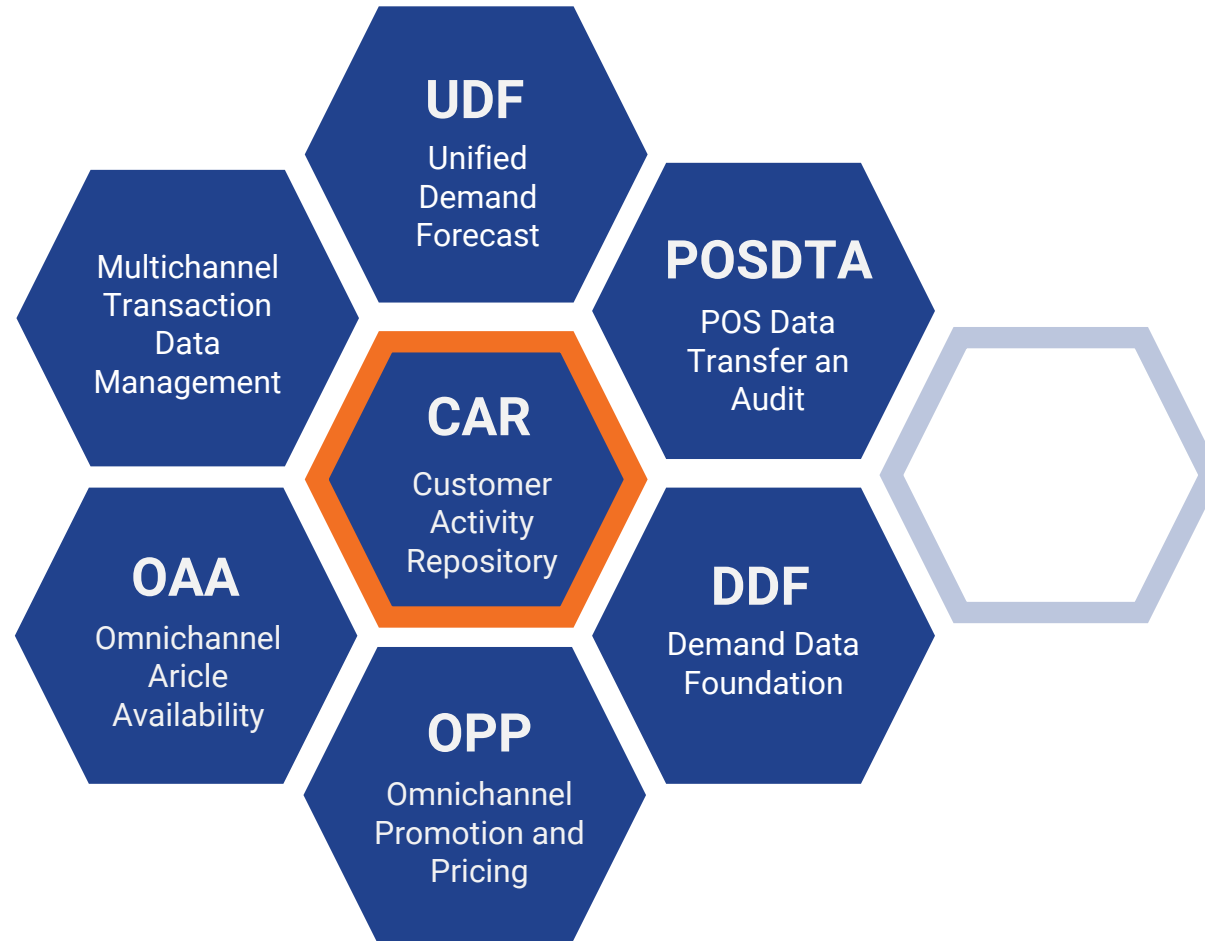 UDF
Unified
Demand
Forecast
Multichannel
Transaction
Data
Management
POSDTA
POS Data
Transfer an
Audit
CAR
Customer
Activity
Repository
OAA
Omnichannel
Aricle
Availability
DDF
Demand Data
Foundation
OPP
Omnichannel
Promotion and
Pricing